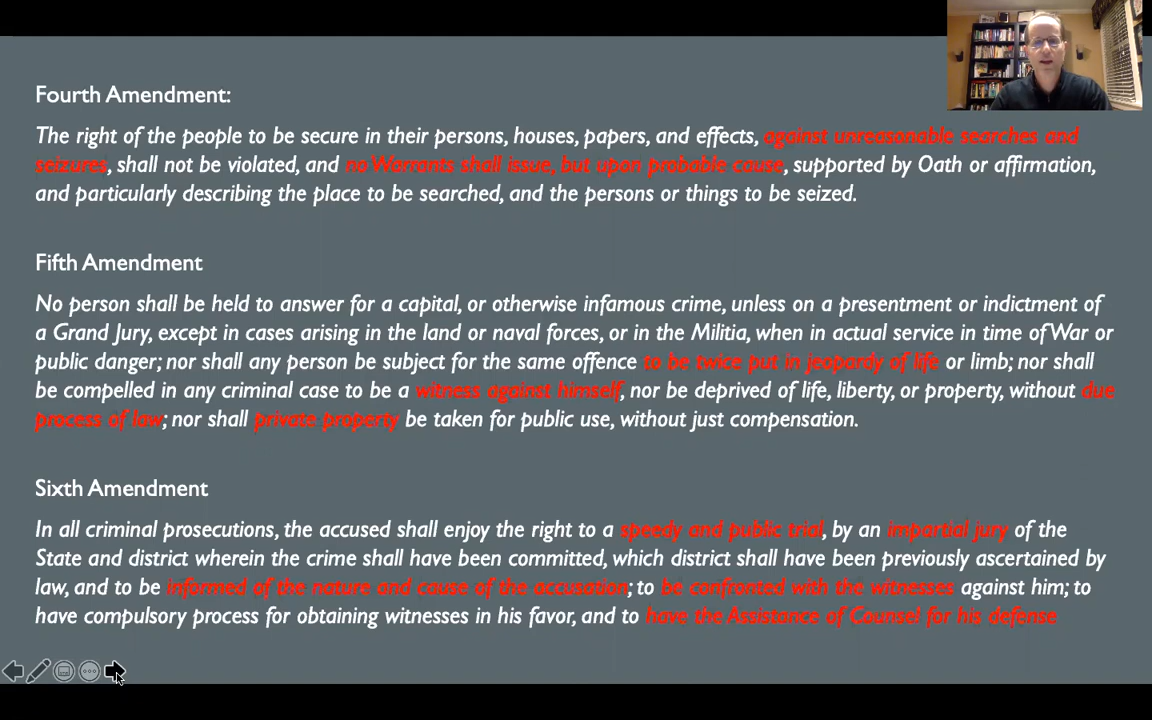 Fourth Amendment:
The right of the people to be secure in their persons, houses, papers, and effects, against unreasonable searches and
seizures, shall not be violated, and no Warrants shall issue, but upon probable cause, supported by Oath or affirmation,
and particularly describing the place to be searched, and the persons or things to be seized.
Fifth Amendment
No person shall be held to answer for a capital, or otherwise infamous crime, unless on a presentment or indictment of
a Grand Jury, except in cases arising in the land or naval forces, or in the Militia, when in actual service in time of War or
public danger; nor shall any person be subject for the same offence to be twice put in jeopardy of life or limb; nor shall
be compelled in any criminal case to be a witness against himself, nor be deprived of life, liberty, or property, without due
process of law; nor shall private property be taken for public use, without just compensation.
Sixth Amendment
In all criminal prosecutions, the accused shall enjoy the right to a speedy and public trial, by an impartial jury of the
State and district wherein the crime shall have been committed, which district shall have been previously ascertained by
law, and to be informed of the nature and cause of the accusation; to be confronted with the witnesses against him; to
have compulsory process for obtaining witnesses in his favor, and to have the Assistance of Counsel for his defense